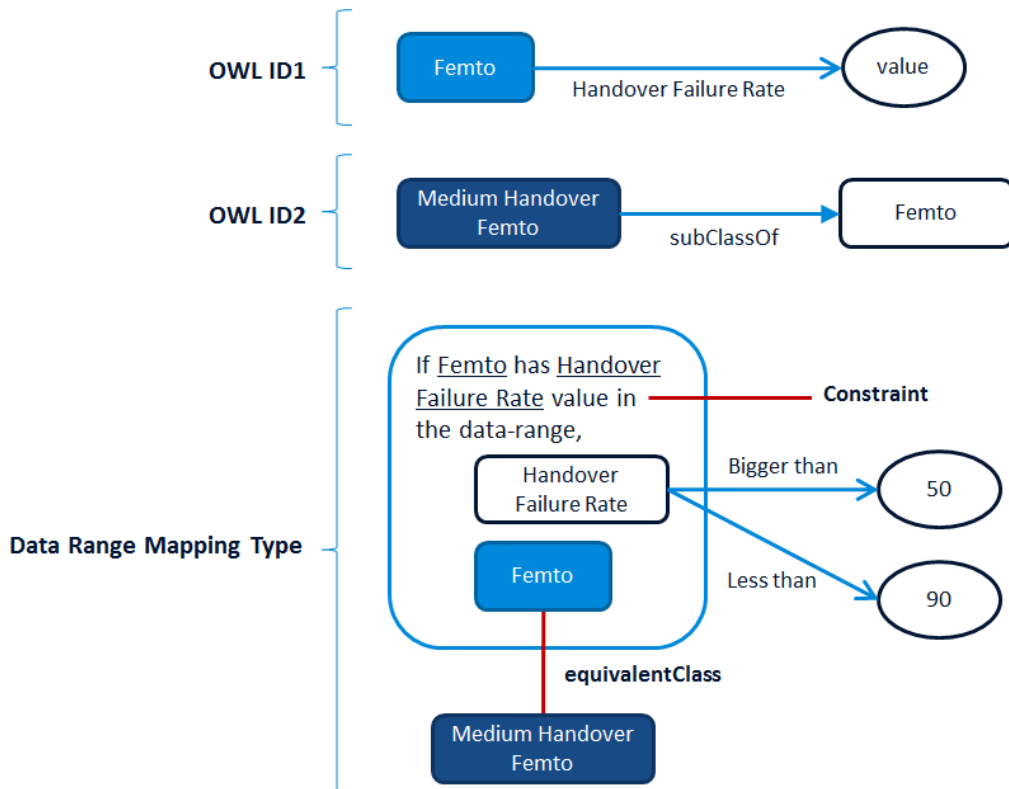 OWL ID1
Femto
Handover Failure Rate
value
OWL ID2
Medium Handover
Femto
subClassOf
Femto
Data Range Mapping Type
If Femto has Handover
Failure Rate value in
the data-range,
Constraint
Handover
Failure Rate
Bigger than
50
Less than
90
Femto
equivalentClass
Medium Handover
Femto